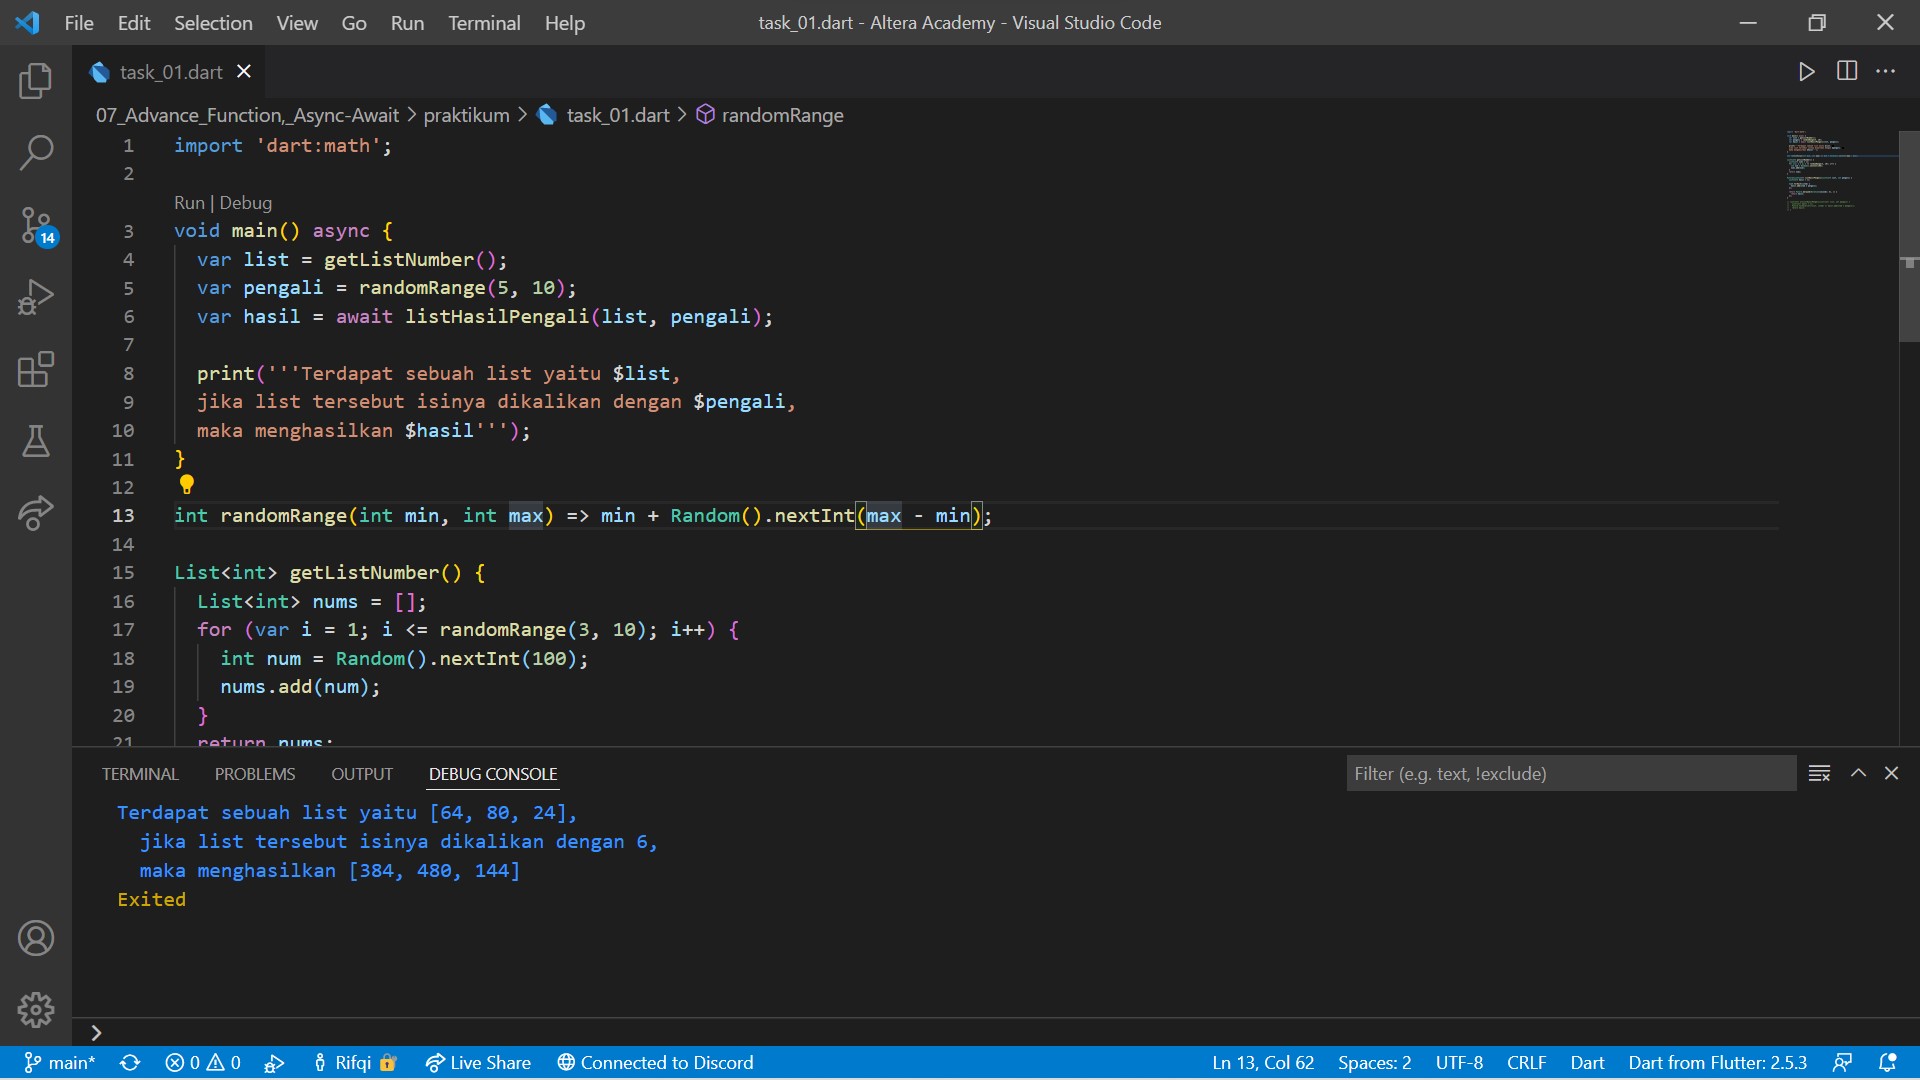 File Edit Selection View Go Run Terminal Help task_01.dart - Altera Academy - Visual Studio Code
task_01.dart
07_Advance_Function,_Async-Await > praktikum > task_01.dart > randomRange
1 import 'dart:math';
2
Run | Debug
3 void main() async {
4 var list = getListNumber();
5 var pengali = randomRange(5, 10);
6 var hasil = await listHasilPengali(list, pengali);
7
8 print('''Terdapat sebuah list yaitu $list,
9 jika list tersebut isinya dikalikan dengan $pengali,
10 maka menghasilkan $hasil''');
11 }
12
13 int randomRange(int min, int max) => min + Random().nextInt(max - min);
14
15 List<int> getListNumber() {
16 List<int> nums = [];
17 for (var i = 1; i <= randomRange(3, 10); i++) {
18 int num = Random().nextInt(100);
19 nums.add(num);
20 }
21 return nums;
14
TERMINAL PROBLEMS OUTPUT DEBUG CONSOLE Filter (e.g. text, !exclude)
Terdapat sebuah list yaitu [64, 80, 24],
jika list tersebut isinya dikalikan dengan 6,
maka menghasilkan [384, 480, 144]
Exited
main* 0 0 Rifqi Live Share Connected to Discord Ln 13, Col 62 Spaces: 2 UTF-8 CRLF Dart Dart from Flutter: 2.5.3